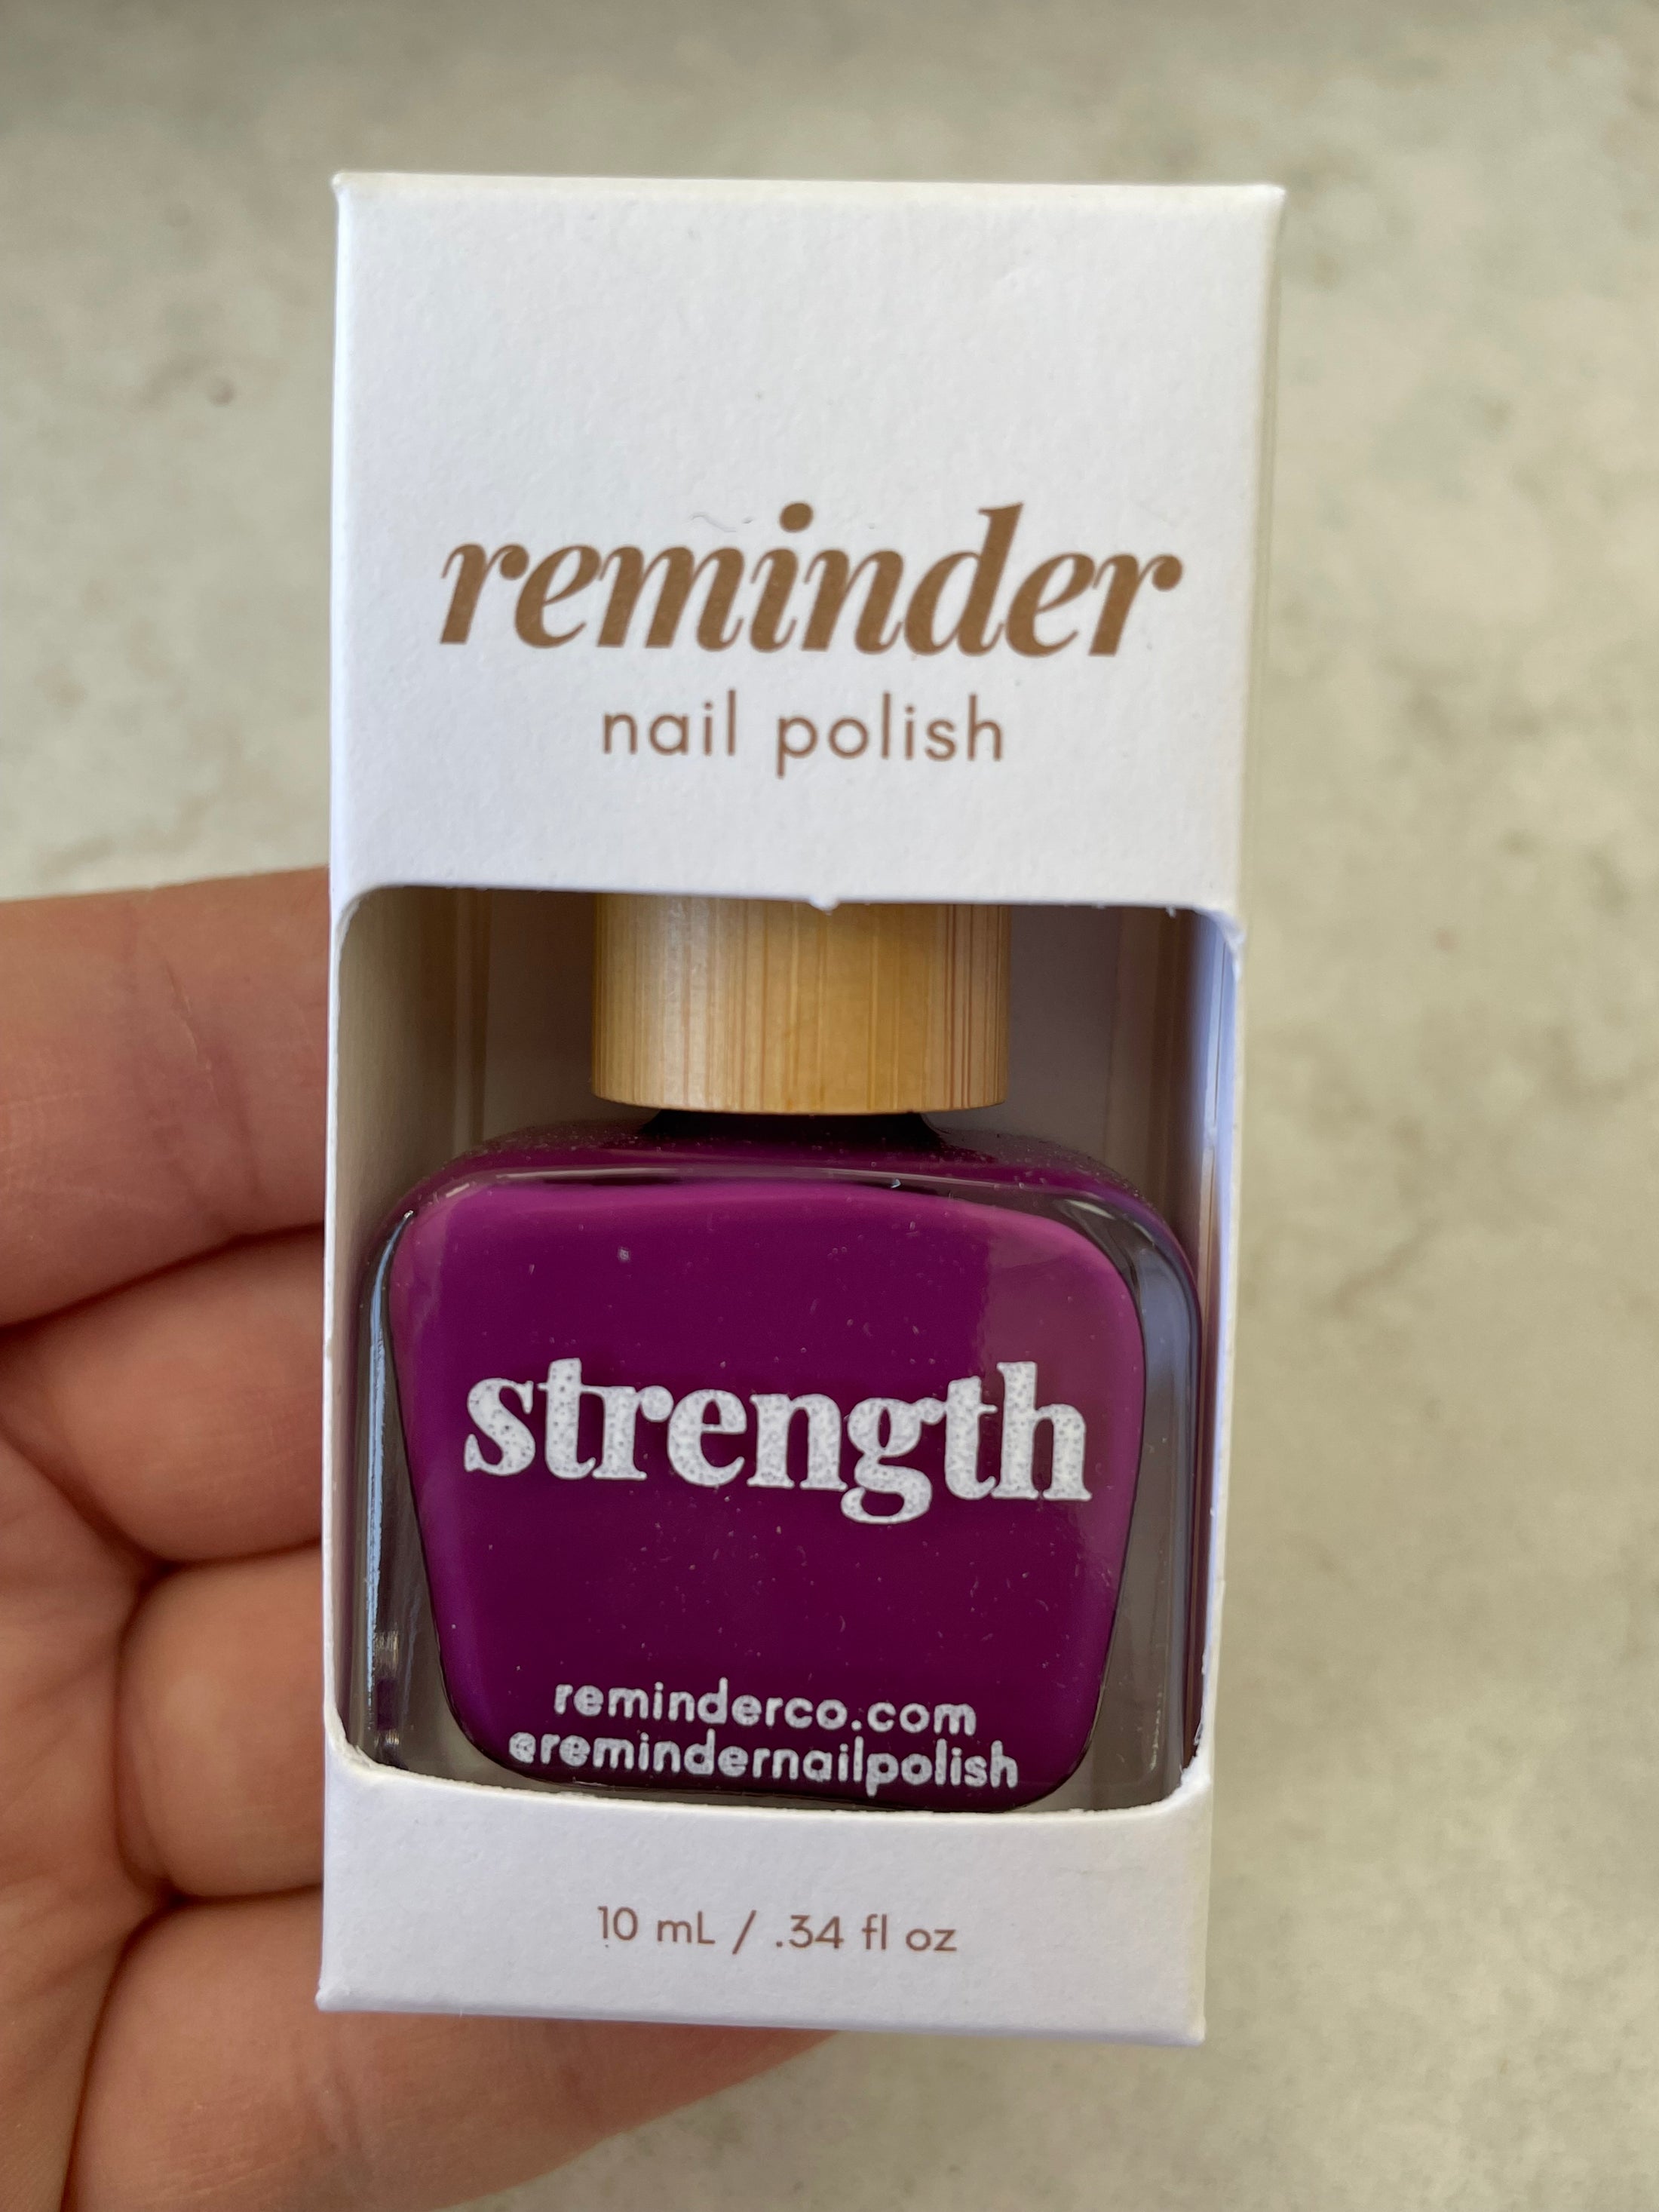 reminder
nail polish
strength
reminderco.com
@remindernailpolish
10 mL / .34 fl oz